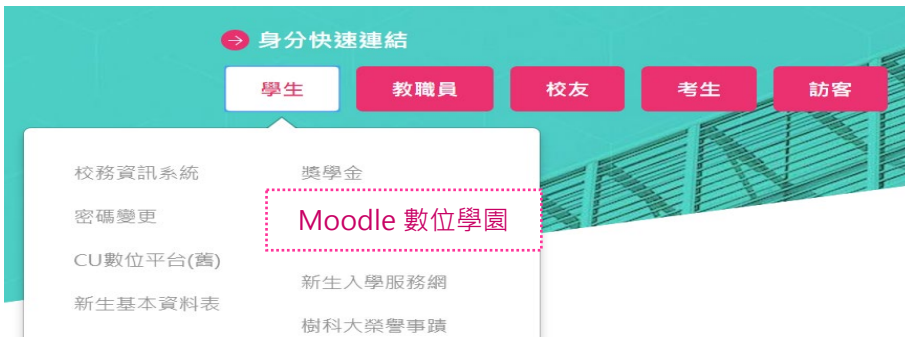 身分快速連結
學生 教職員 校友 考生 訪客
校務資訊系統 獎學金
密碼變更 Moodle 數位學園
CU數位平台(舊)
新生入學服務網
新生基本資料表
樹科大榮譽事蹟